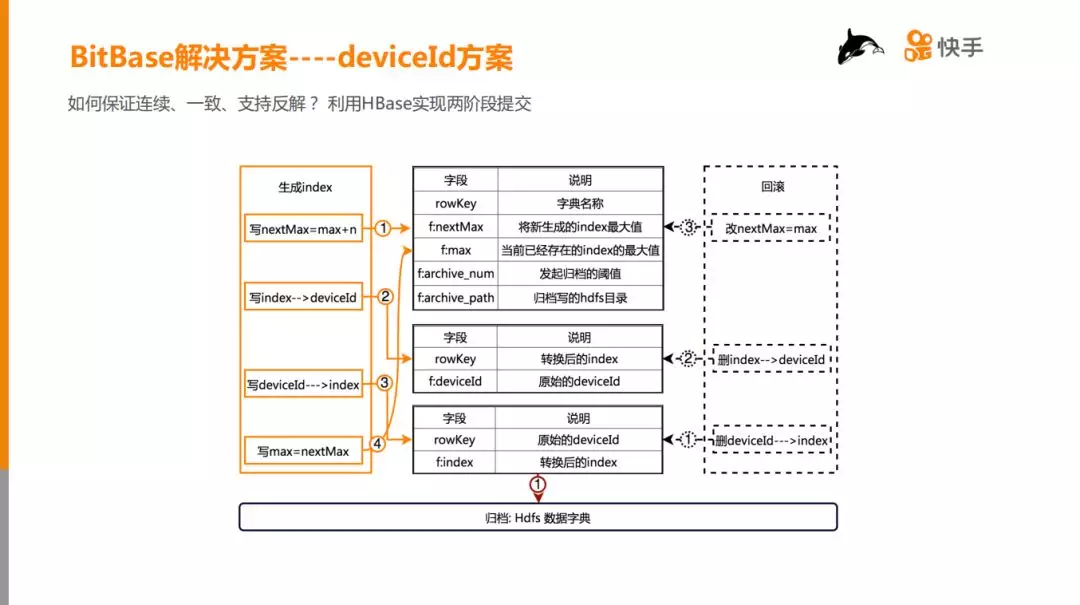 BitBase解决方案----deviceId方案
快手
如何保证连续、一致、支持反解？ 利用HBase实现两阶段提交
生成index
写nextMax=max+n
①
写index-->deviceId
②
写deviceId--->index
③
写max=nextMax
④
字段 说明
rowKey 字典名称
f:nextMax 将新生成的index最大值
f:max 当前已经存在的index的最大值
f:archive_num 发起归档的阈值
f:archive_path 归档写的hdfs目录
字段 说明
rowKey 转换后的index
f:deviceId 原始的deviceId
字段 说明
rowKey 原始的deviceId
f:index 转换后的index
回滚
③
改nextMax=max
②
删index-->deviceId
①
删deviceId--->index
①
归档: Hdfs 数据字典